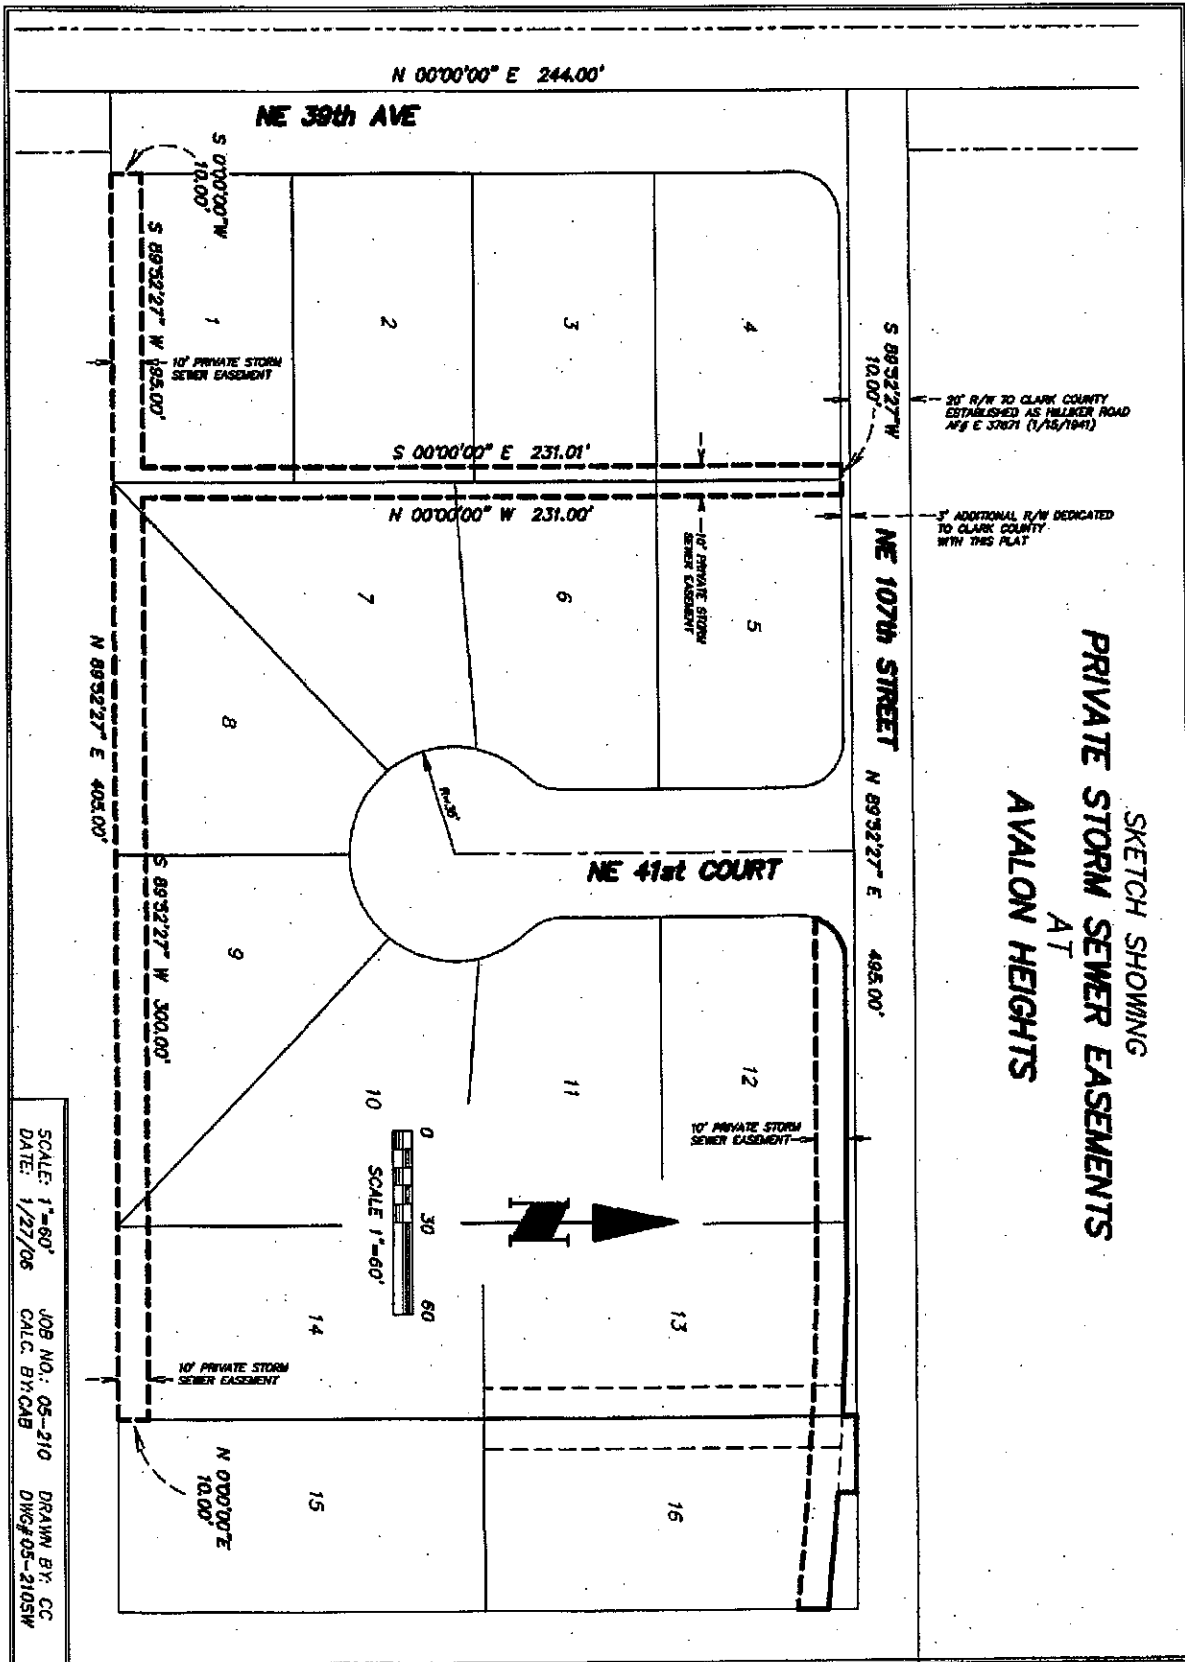 SKETCH SHOWING
PRIVATE STORM SEWER EASEMENTS
AT
AVALON HEIGHTS
N 00°00'00" E 244.00'
NE 39th AVE
S 0°00'00"W
10.00'
S 89°52'27" W 95.00'
10' PRIVATE STORM
SEWER EASEMENT
1
2
3
4
S 89°52'27"W
10.00'
20' R/W TO CLARK COUNTY
ESTABLISHED AS HILLIKER ROAD
AF# E 37871 (1/15/1941)
S 00°00'00" E 231.01'
N 00°00'00" W 231.00'
10' PRIVATE STORM
SEWER EASEMENT
3' ADDITIONAL R/W DEDICATED
TO CLARK COUNTY
WITH THIS PLAT
NE 107th STREET
N 89°52'27" E 495.00'
5
6
7
8
N 89°52'27" E 405.00'
R=35'
NE 41st COURT
S 89°52'27" W 300.00'
9
10
11
12
10' PRIVATE STORM
SEWER EASEMENT
0 30 60
SCALE 1"=60'
N
13
14
10' PRIVATE STORM
SEWER EASEMENT
N 0°00'00"E
10.00'
15
16
SCALE: 1"=60' JOB NO.: 05-210 DRAWN BY: CC
DATE: 1/27/06 CALC. BY: CAB DWG# 05-210SW